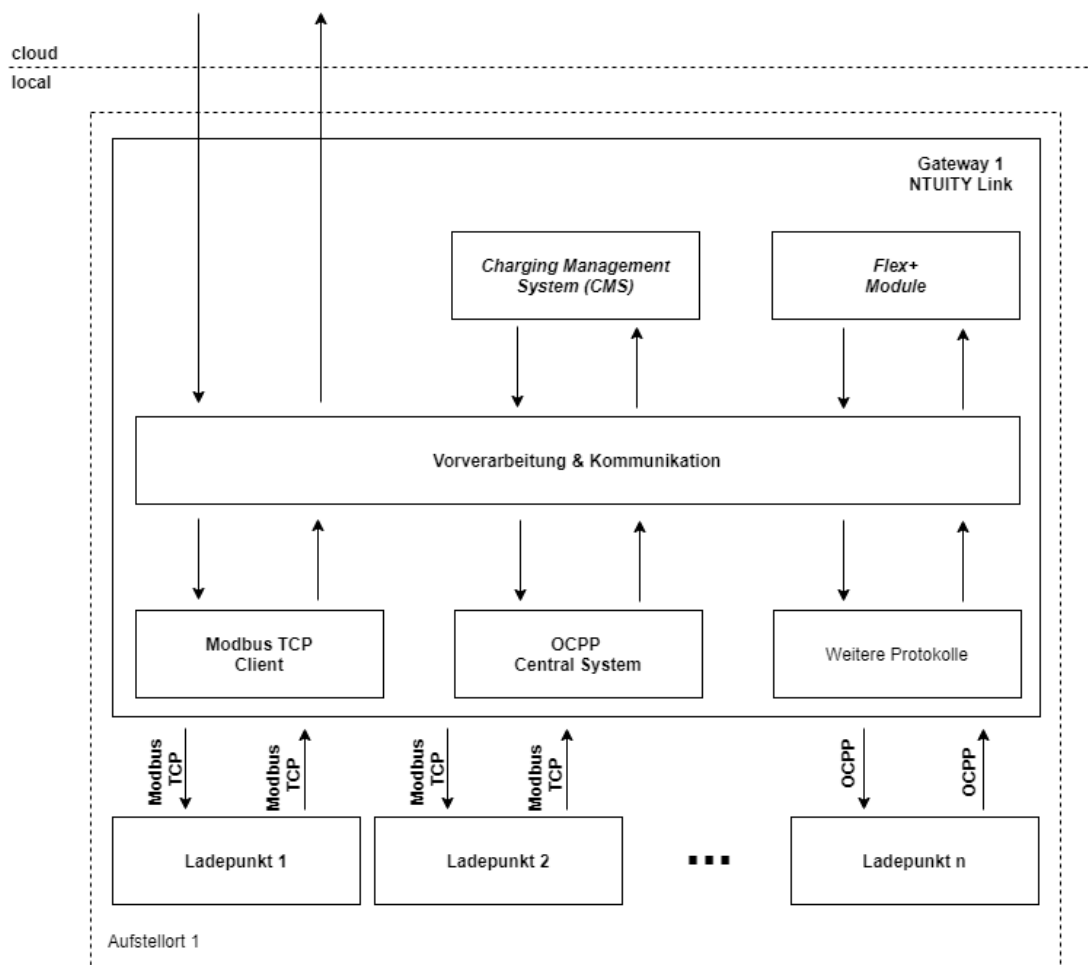 cloud
local
Gateway 1
NTUITY Link
Charging Management
System (CMS)
Flex+
Module
Vorverarbeitung & Kommunikation
Modbus TCP
Client
OCPP
Central System
Weitere Protokolle
Modbus
TCP
Modbus
TCP
Modbus
TCP
Modbus
TCP
OCPP
OCPP
Ladepunkt 1
Ladepunkt 2
...
Ladepunkt n
Aufstellort 1